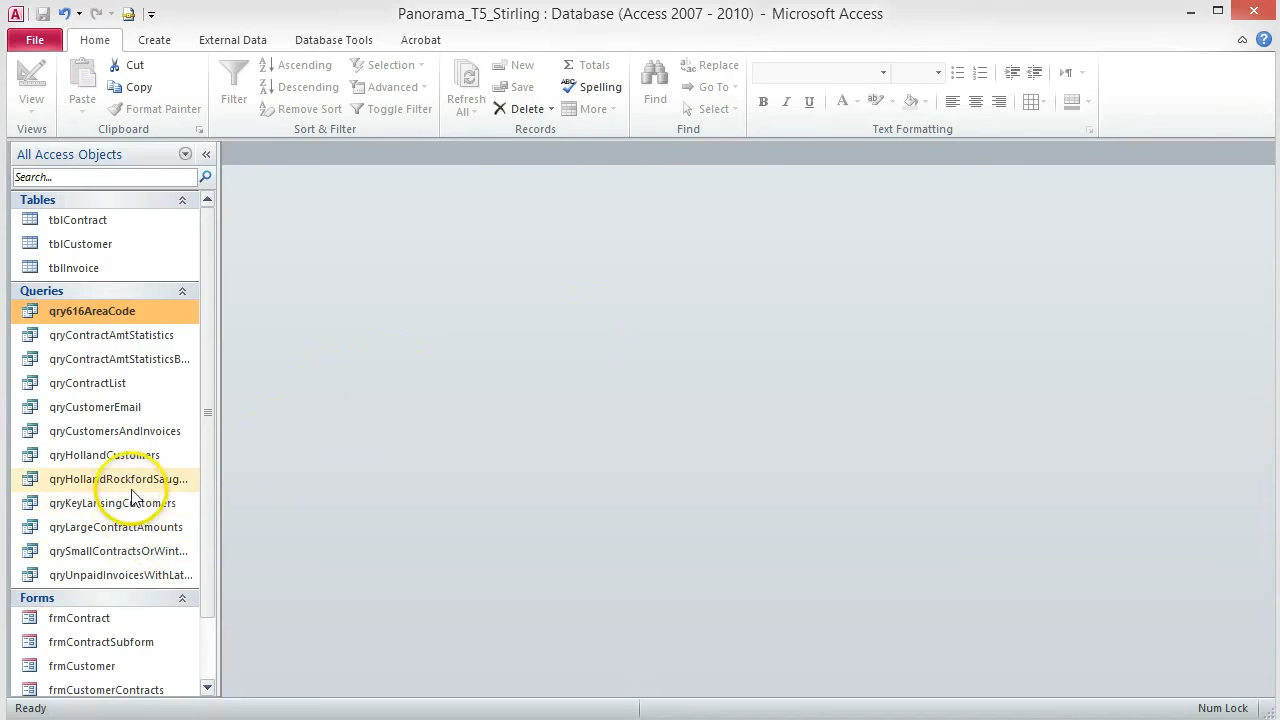 Panorama_T5_Stirling : Database (Access 2007 - 2010) - Microsoft Access
File Home Create External Data Database Tools Acrobat
View
Views
Paste
Cut
Copy
Format Painter
Clipboard
Filter
Ascending
Descending
Remove Sort
Selection
Advanced
Toggle Filter
Sort & Filter
Refresh All
New
Save
Delete
Totals
Spelling
More
Records
Find
Replace
Go To
Select
Find
Text Formatting
All Access Objects
Search...
Tables
tblContract
tblCustomer
tblInvoice
Queries
qry616AreaCode
qryContractAmtStatistics
qryContractAmtStatisticsB...
qryContractList
qryCustomerEmail
qryCustomersAndInvoices
qryHollandCustomers
qryHollandRockfordSaug...
qryKeyLansingCustomers
qryLargeContractAmounts
qrySmallContractsOrWint...
qryUnpaidInvoicesWithLat...
Forms
frmContract
frmContractSubform
frmCustomer
frmCustomerContracts
Ready
Num Lock